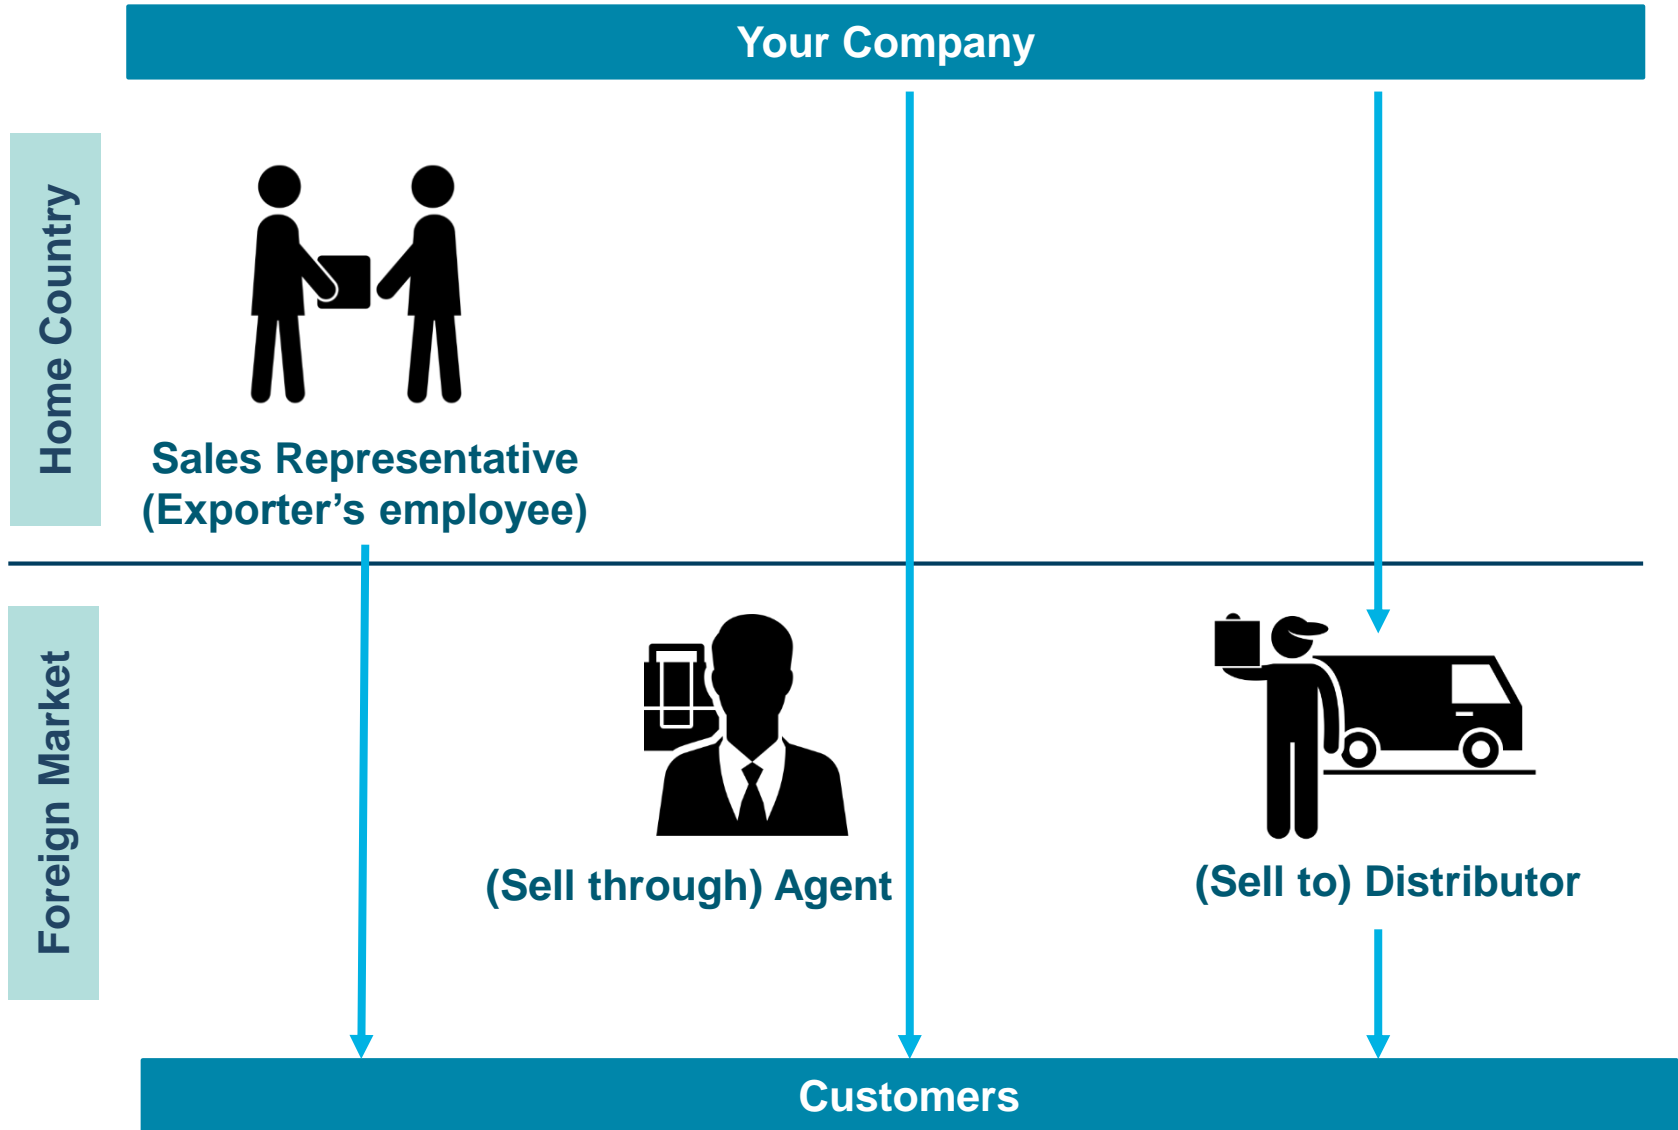 Your Company
Home Country
Sales Representative
(Exporter’s employee)
Foreign Market
(Sell through) Agent
(Sell to) Distributor
Customers